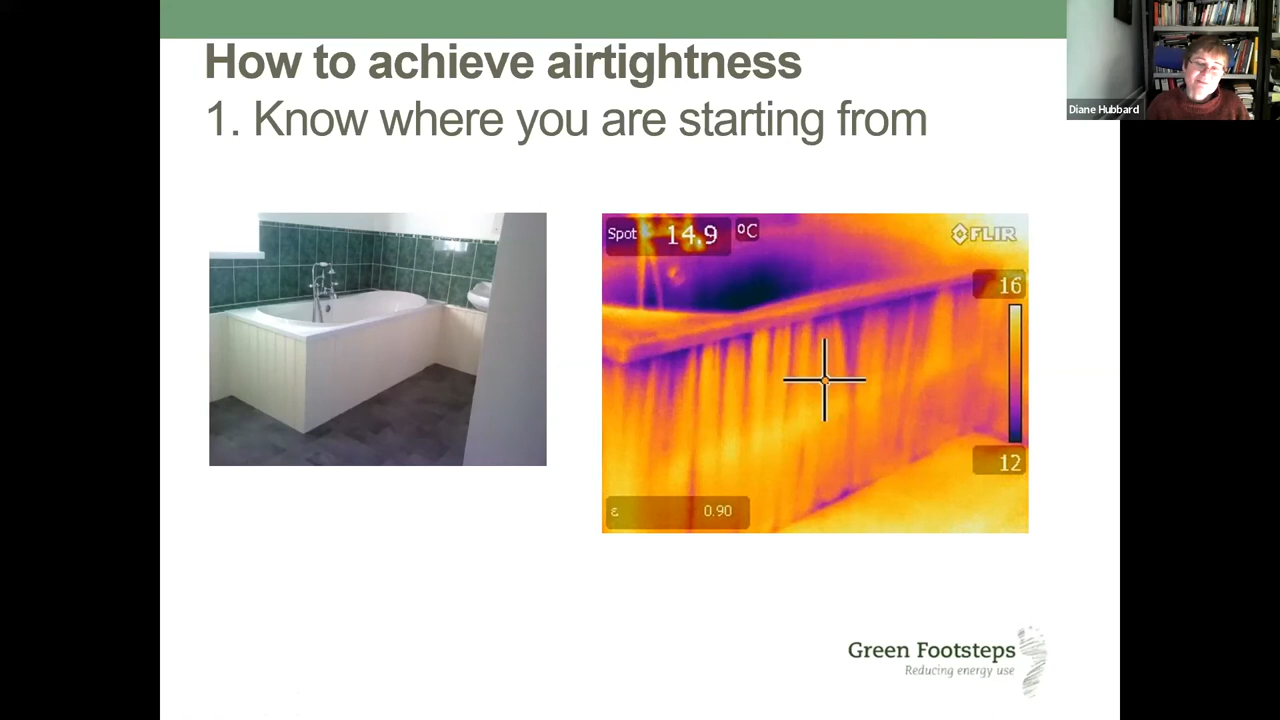 How to achieve airtightness
1. Know where you are starting from
Diane Hubbard
Spot 14.9 °C
FLIR
16
12
ε 0.90
Green Footsteps
Reducing energy use